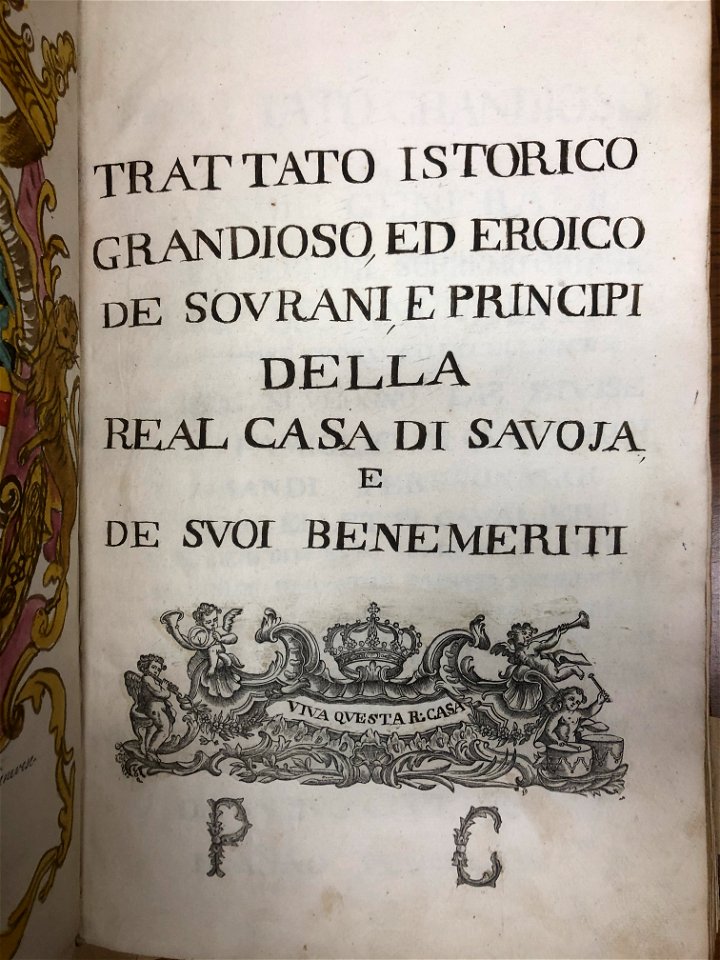 TRATTATO ISTORICO
GRANDIOSO, ED EROICO
DE SOVRANI, E PRINCIPI
DELLA
REAL CASA DI SAVOJA,
E
DE SVOI BENEMERITI
VIVA QVESTA R. CASA
P C